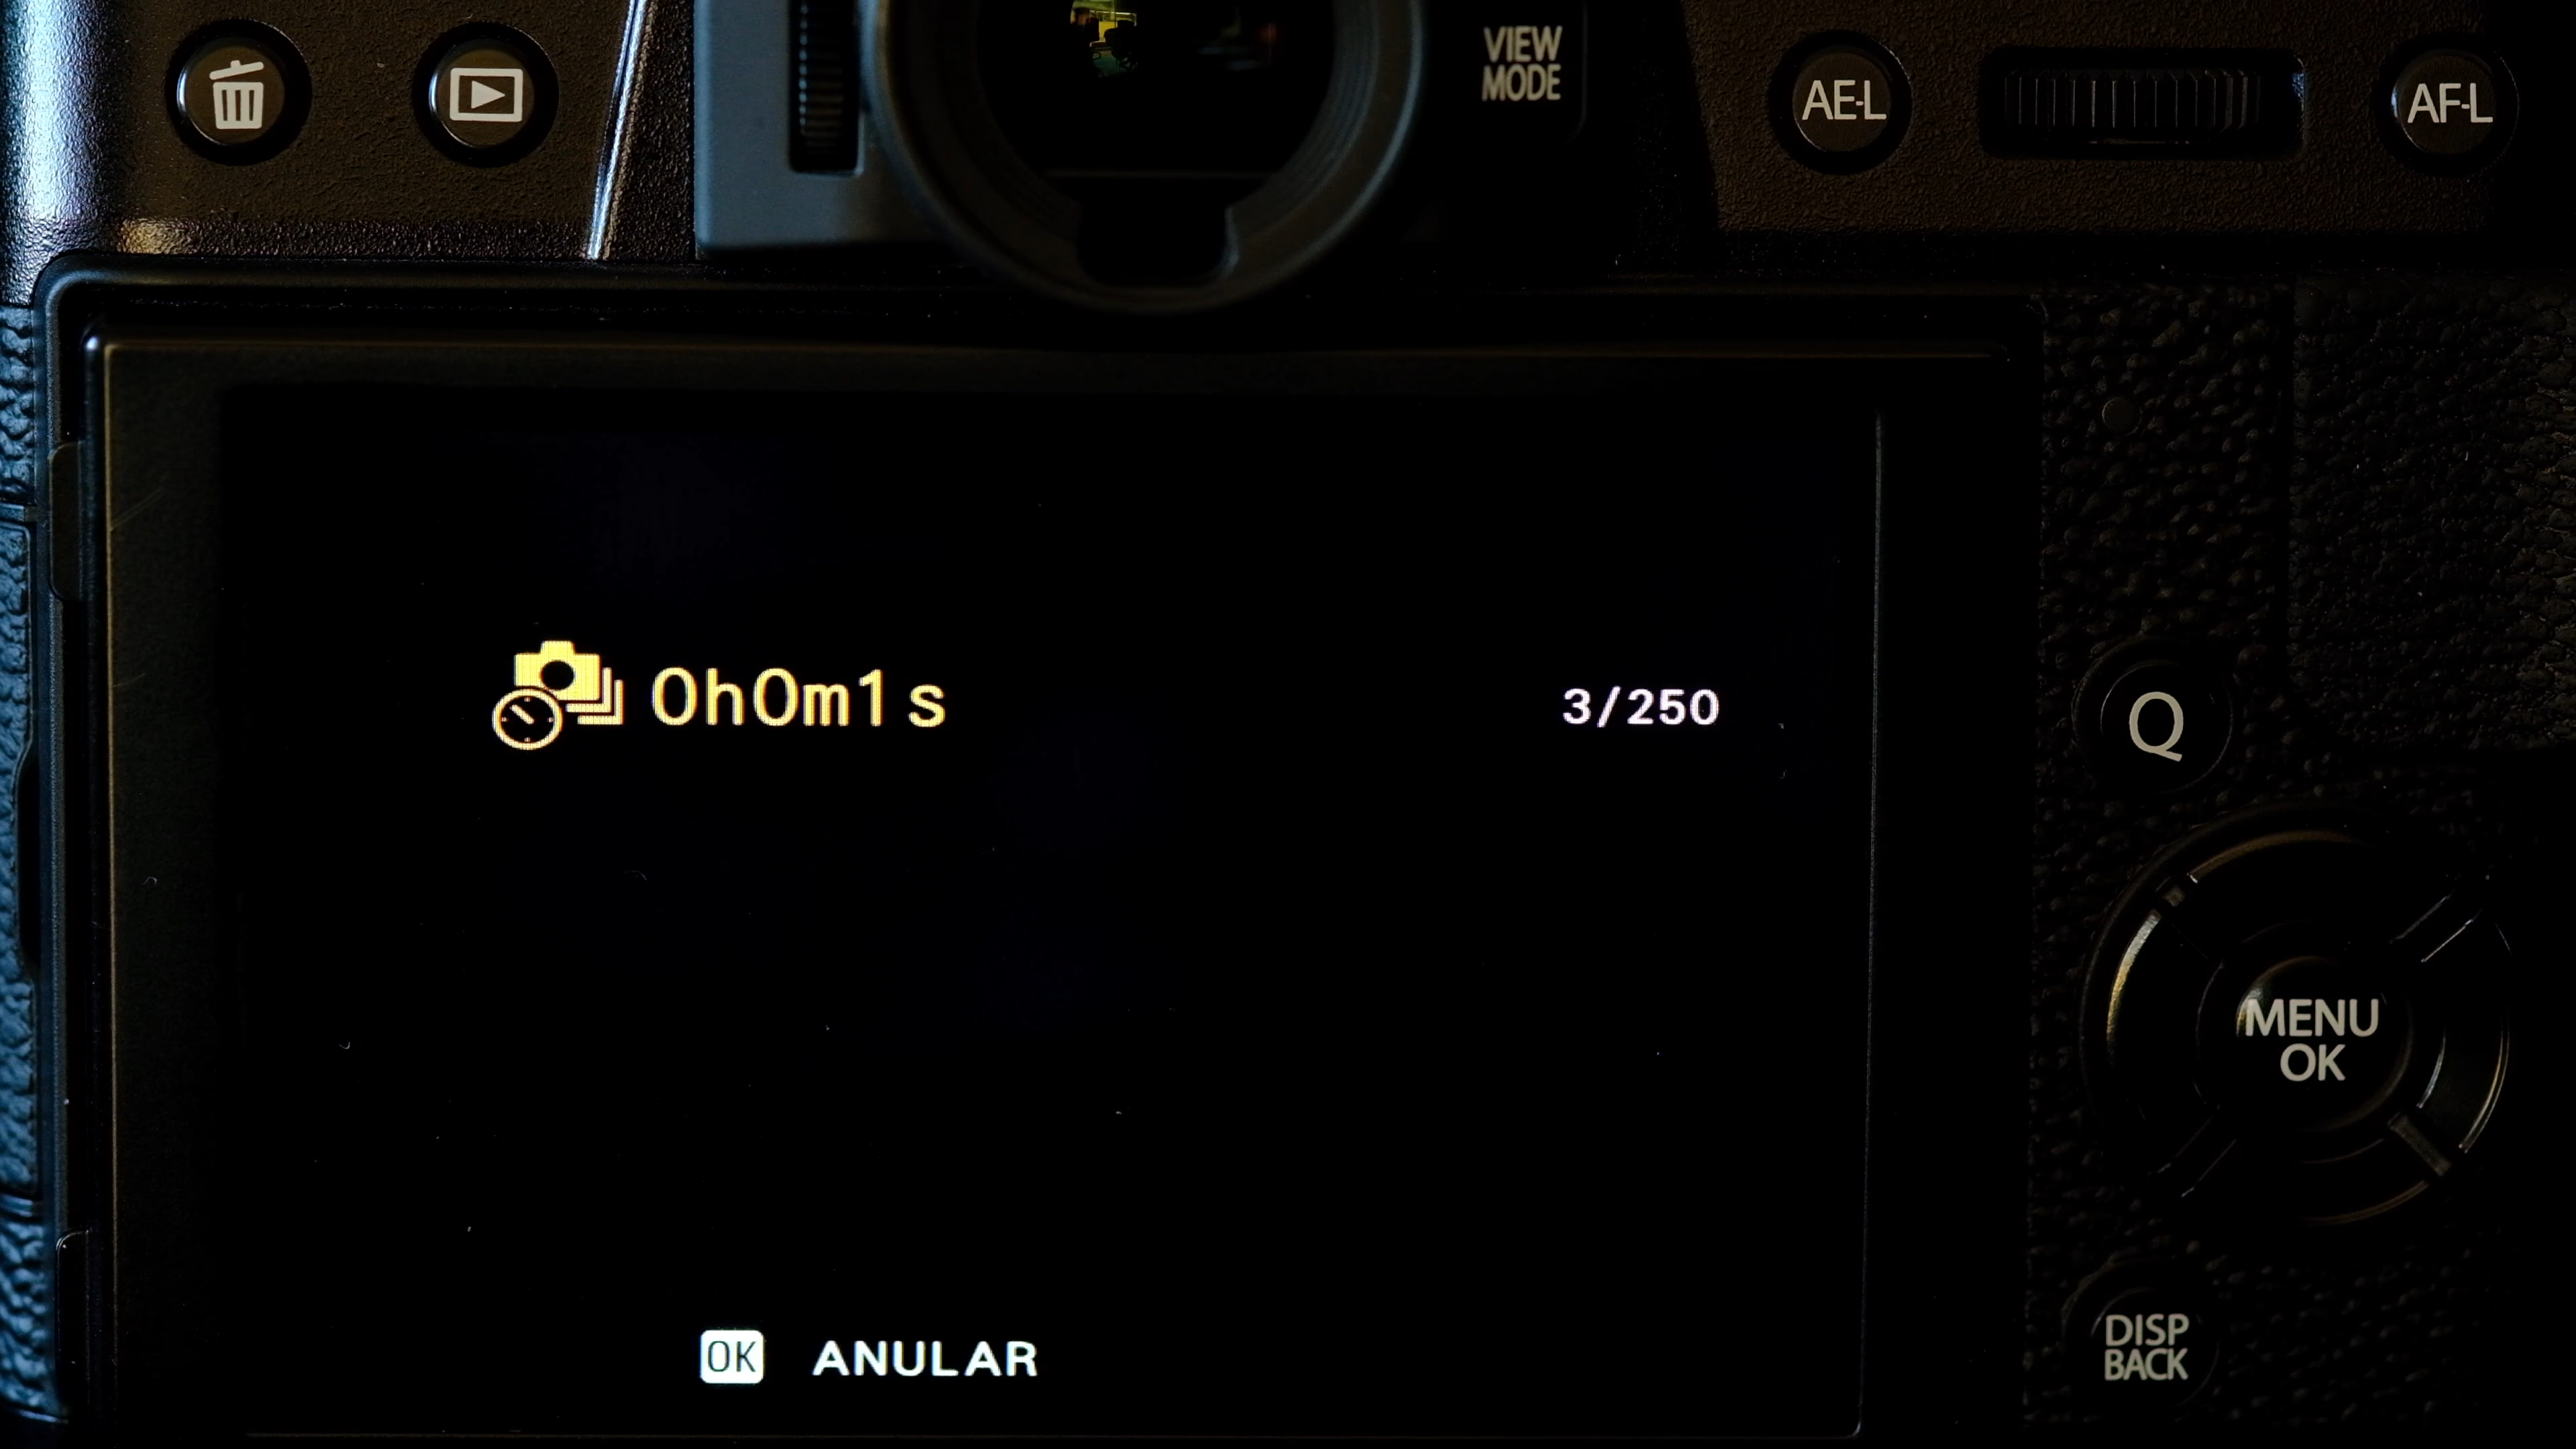 VIEW
MODE
AE-L
AF-L
0h0m1s
3/250
Q
MENU
OK
OK ANULAR
DISP
BACK